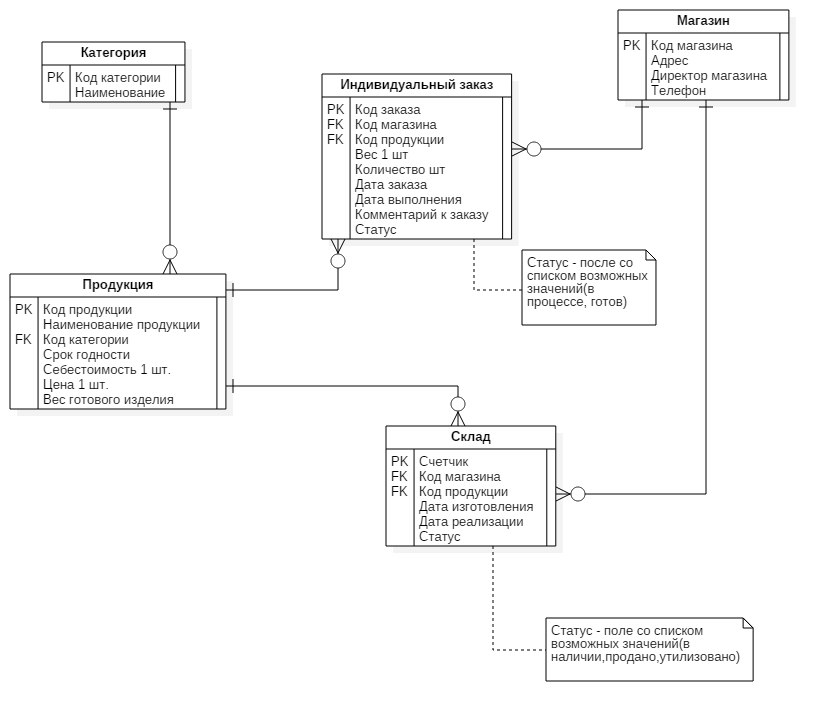 Магазин
PK Код магазина
Адрес
Директор магазина
Телефон
Категория
PK Код категории
Наименование
Индивидуальный заказ
PK Код заказа
FK Код магазина
FK Код продукции
Вес 1 шт
Количество шт
Дата заказа
Дата выполнения
Комментарий к заказу
Статус
Статус - после со
списком возможных
значений(в
процессе, готов)
Продукция
PK Код продукции
Наименование продукции
FK Код категории
Срок годности
Себестоимость 1 шт.
Цена 1 шт.
Вес готового изделия
Склад
PK Счетчик
FK Код магазина
FK Код продукции
Дата изготовления
Дата реализации
Статус
Статус - поле со списком
возможных значений(в
наличии,продано,утилизовано)